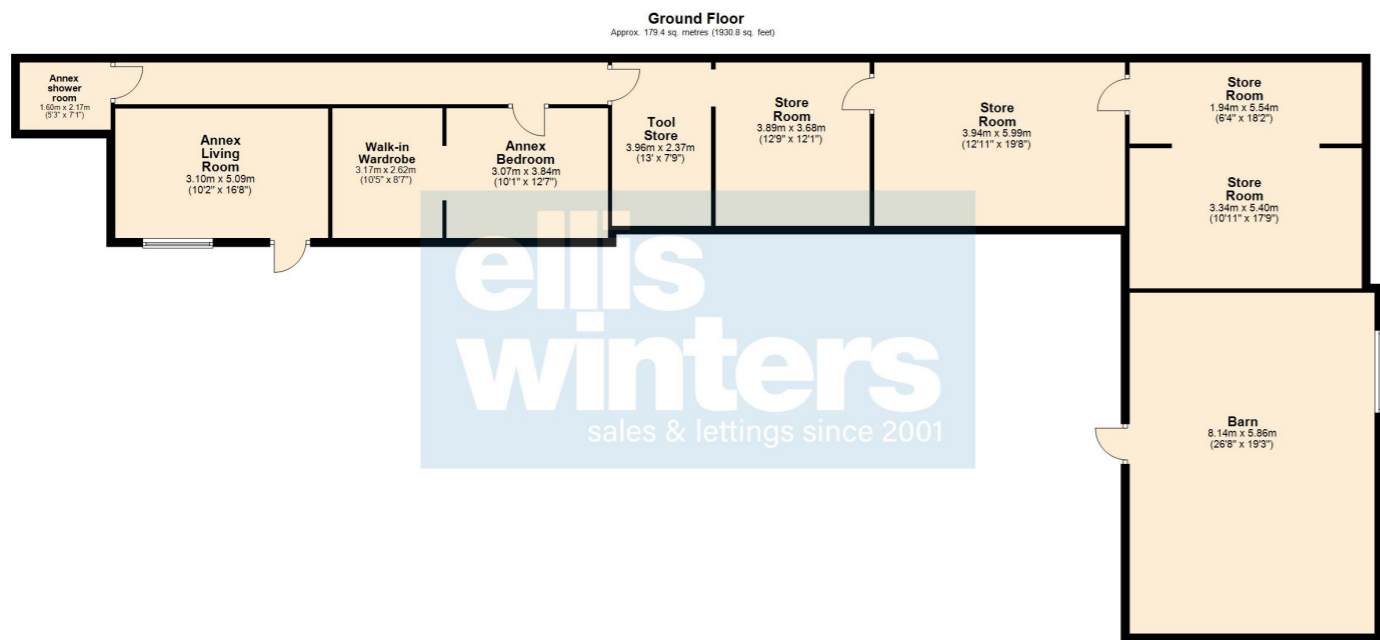 Ground Floor
Approx. 179.4 sq. metres (1930.8 sq. feet)
Annex
shower
room
1.60m x 2.17m
(5'3" x 7'1")
Annex
Living
Room
3.10m x 5.09m
(10'2" x 16'8")
Walk-in
Wardrobe
3.17m x 2.62m
(10'5" x 8'7")
Annex
Bedroom
3.07m x 3.84m
(10'1" x 12'7")
Tool
Store
3.96m x 2.37m
(13' x 7'9")
Store
Room
3.89m x 3.68m
(12'9" x 12'1")
Store
Room
3.94m x 5.99m
(12'11" x 19'8")
Store
Room
1.94m x 5.54m
(6'4" x 18'2")
Store
Room
3.34m x 5.40m
(10'11" x 17'9")
Barn
8.14m x 5.86m
(26'8" x 19'3")
ellis
winters
sales & lettings since 2001